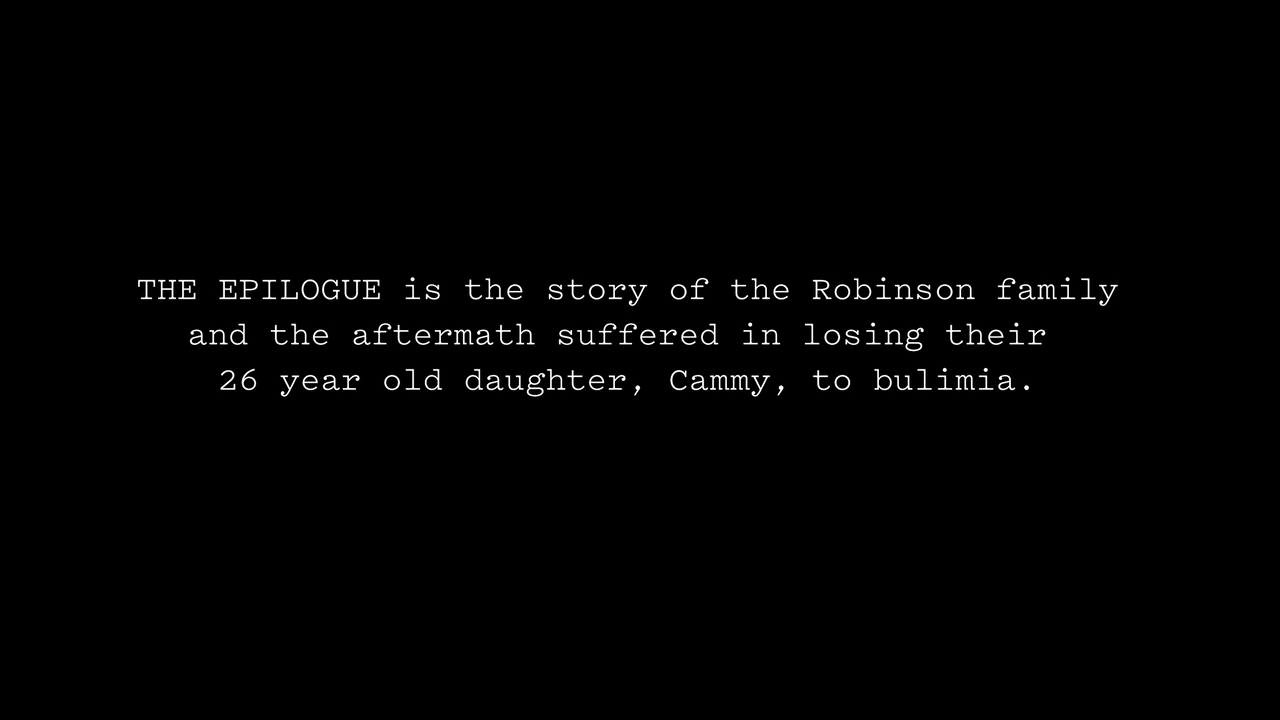 THE EPILOGUE is the story of the Robinson family
and the aftermath suffered in losing their
26 year old daughter, Cammy, to bulimia.